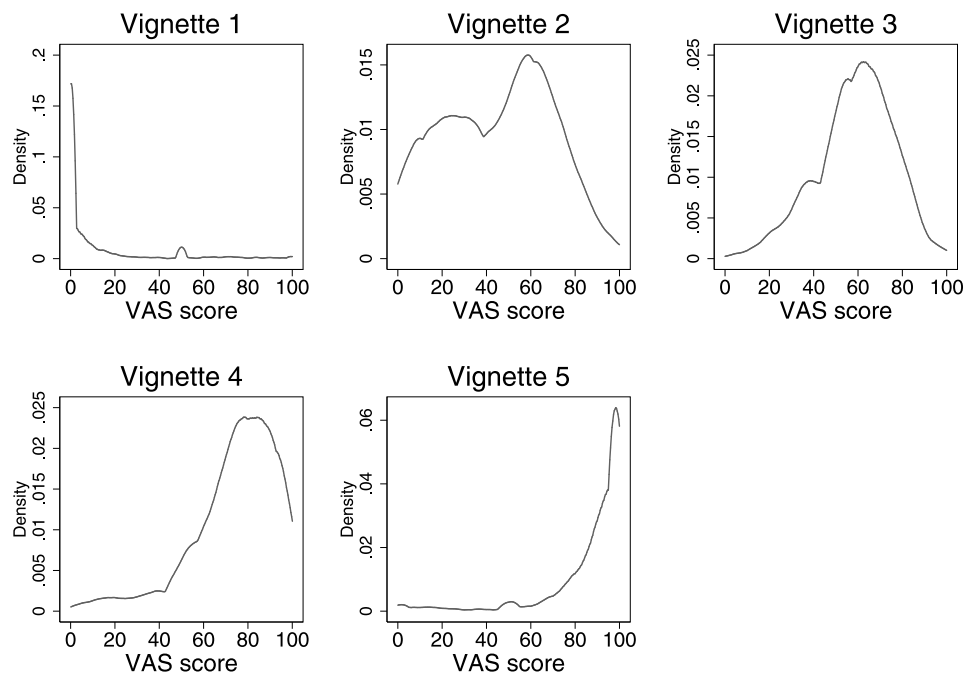 Vignette 1
Density
.2
.15
.1
.05
0
0 20 40 60 80 100
VAS score
Vignette 2
Density
.015
.01
.005
0
0 20 40 60 80 100
VAS score
Vignette 3
Density
.025
.02
.015
.01
.005
0
0 20 40 60 80 100
VAS score
Vignette 4
Density
.025
.02
.015
.01
.005
0
0 20 40 60 80 100
VAS score
Vignette 5
Density
.06
.04
.02
0
0 20 40 60 80 100
VAS score